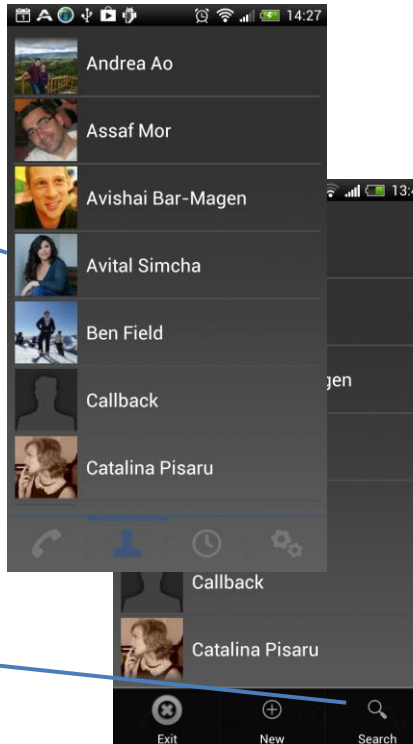 14:27
Andrea Ao
Assaf Mor
Avishai Bar-Magen
Avital Simcha
Ben Field
Callback
Catalina Pisaru
gen
Callback
Catalina Pisaru
Exit New Search